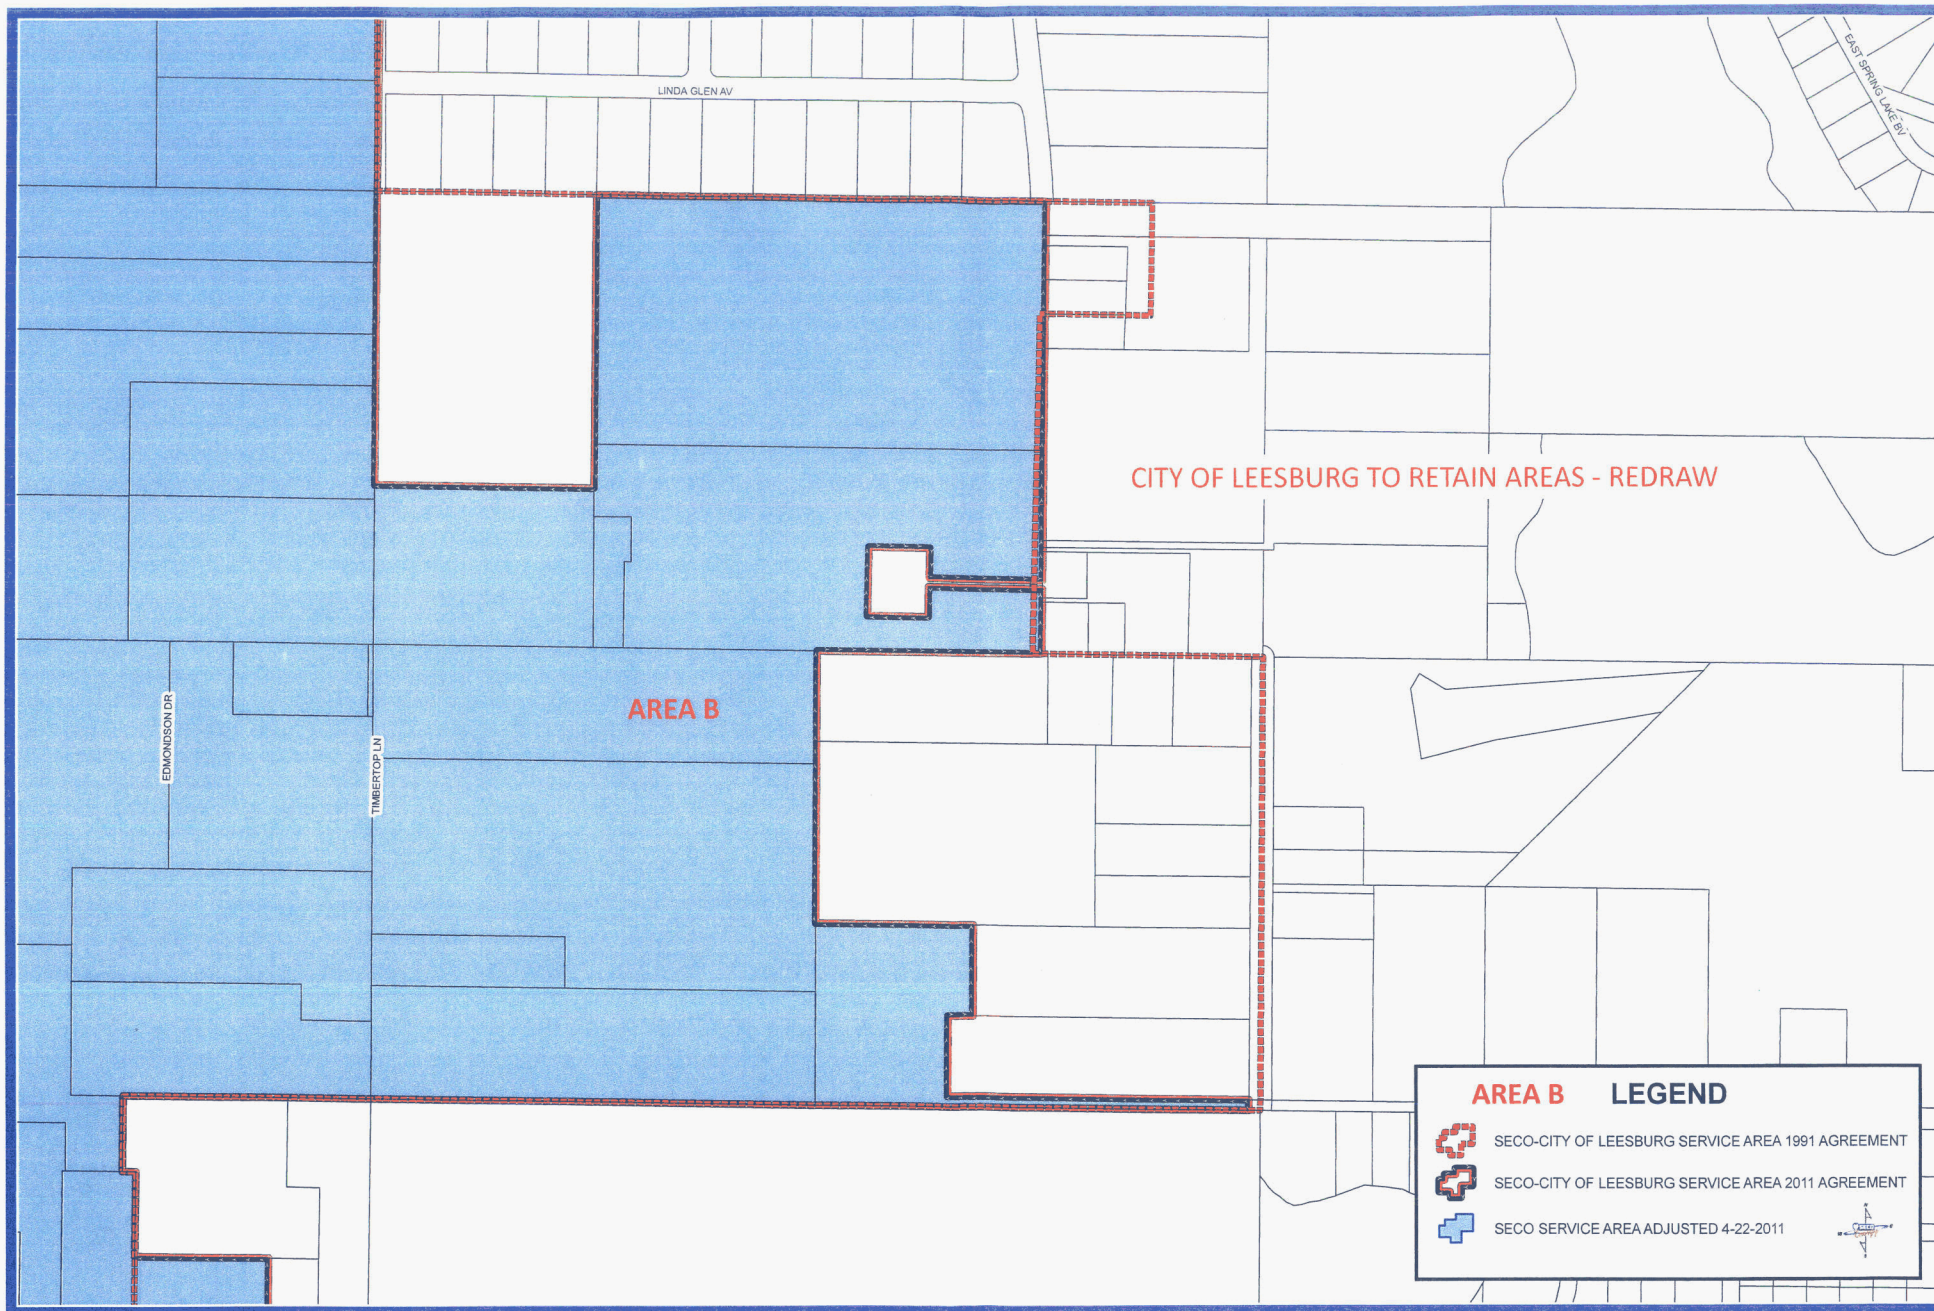 EAST SPRING LAKE BV
LINDA GLEN AV
CITY OF LEESBURG TO RETAIN AREAS - REDRAW
AREA B
EDMONDSON DR
TIMBERTOP LN
AREA B LEGEND
SECO-CITY OF LEESBURG SERVICE AREA 1991 AGREEMENT
SECO-CITY OF LEESBURG SERVICE AREA 2011 AGREEMENT
SECO SERVICE AREA ADJUSTED 4-22-2011